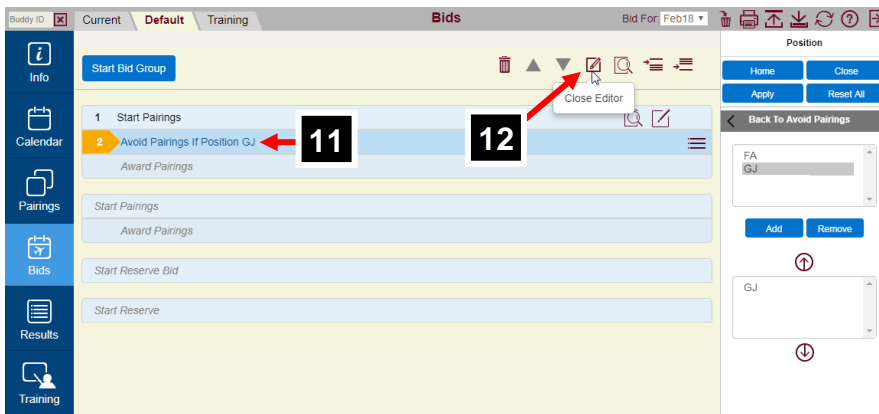 Buddy ID X Current Default Training Bids Bid For: Feb18
Position
i
Info
Start Bid Group
Home Close
Close Editor
Apply Reset All
1 Start Pairings
Back To Avoid Pairings
Calendar
2 Avoid Pairings If Position GJ
11
12
FA
GJ
Award Pairings
Pairings
Start Pairings
Award Pairings
Add Remove
Bids
Start Reserve Bid
GJ
Start Reserve
Results
Training